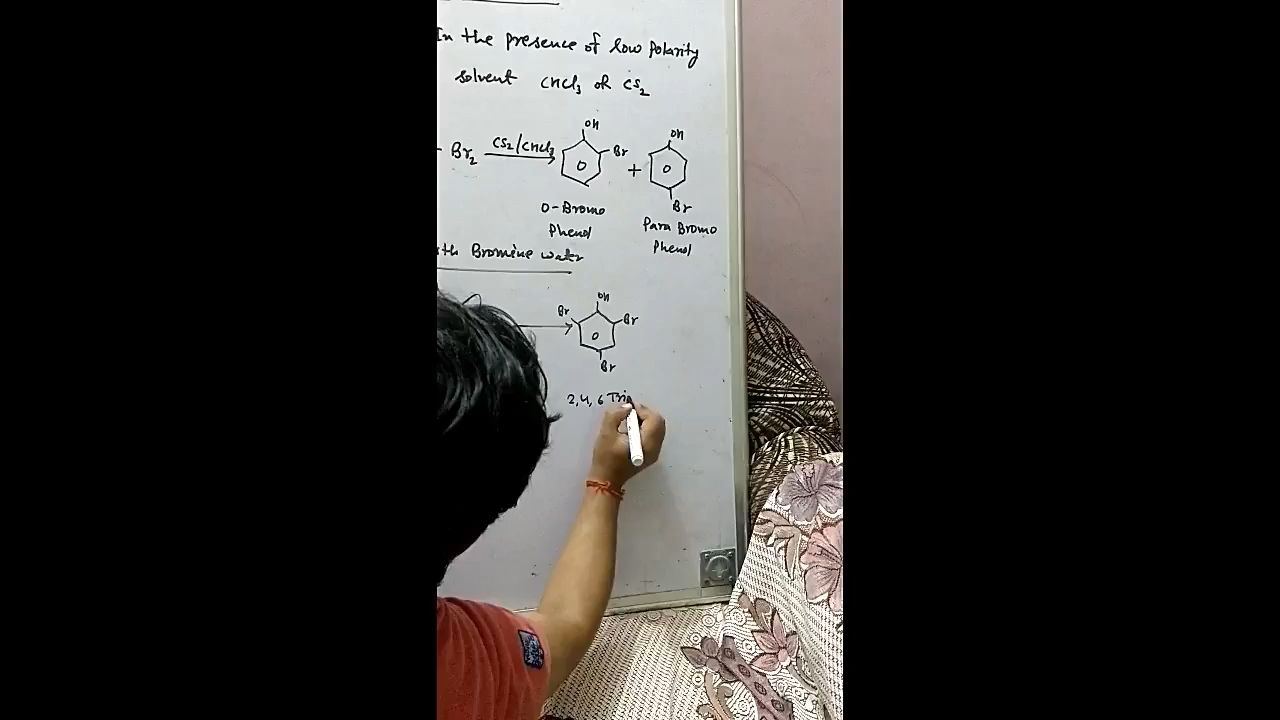 In the presence of low polarity
solvent CHCl3 or CS2
Br2 CS2/CHCl3 OH Br + OH Br
O-Bromo Phenol
Para Bromo Phenol
Bromine water
OH Br Br Br
2,4,6 Tri